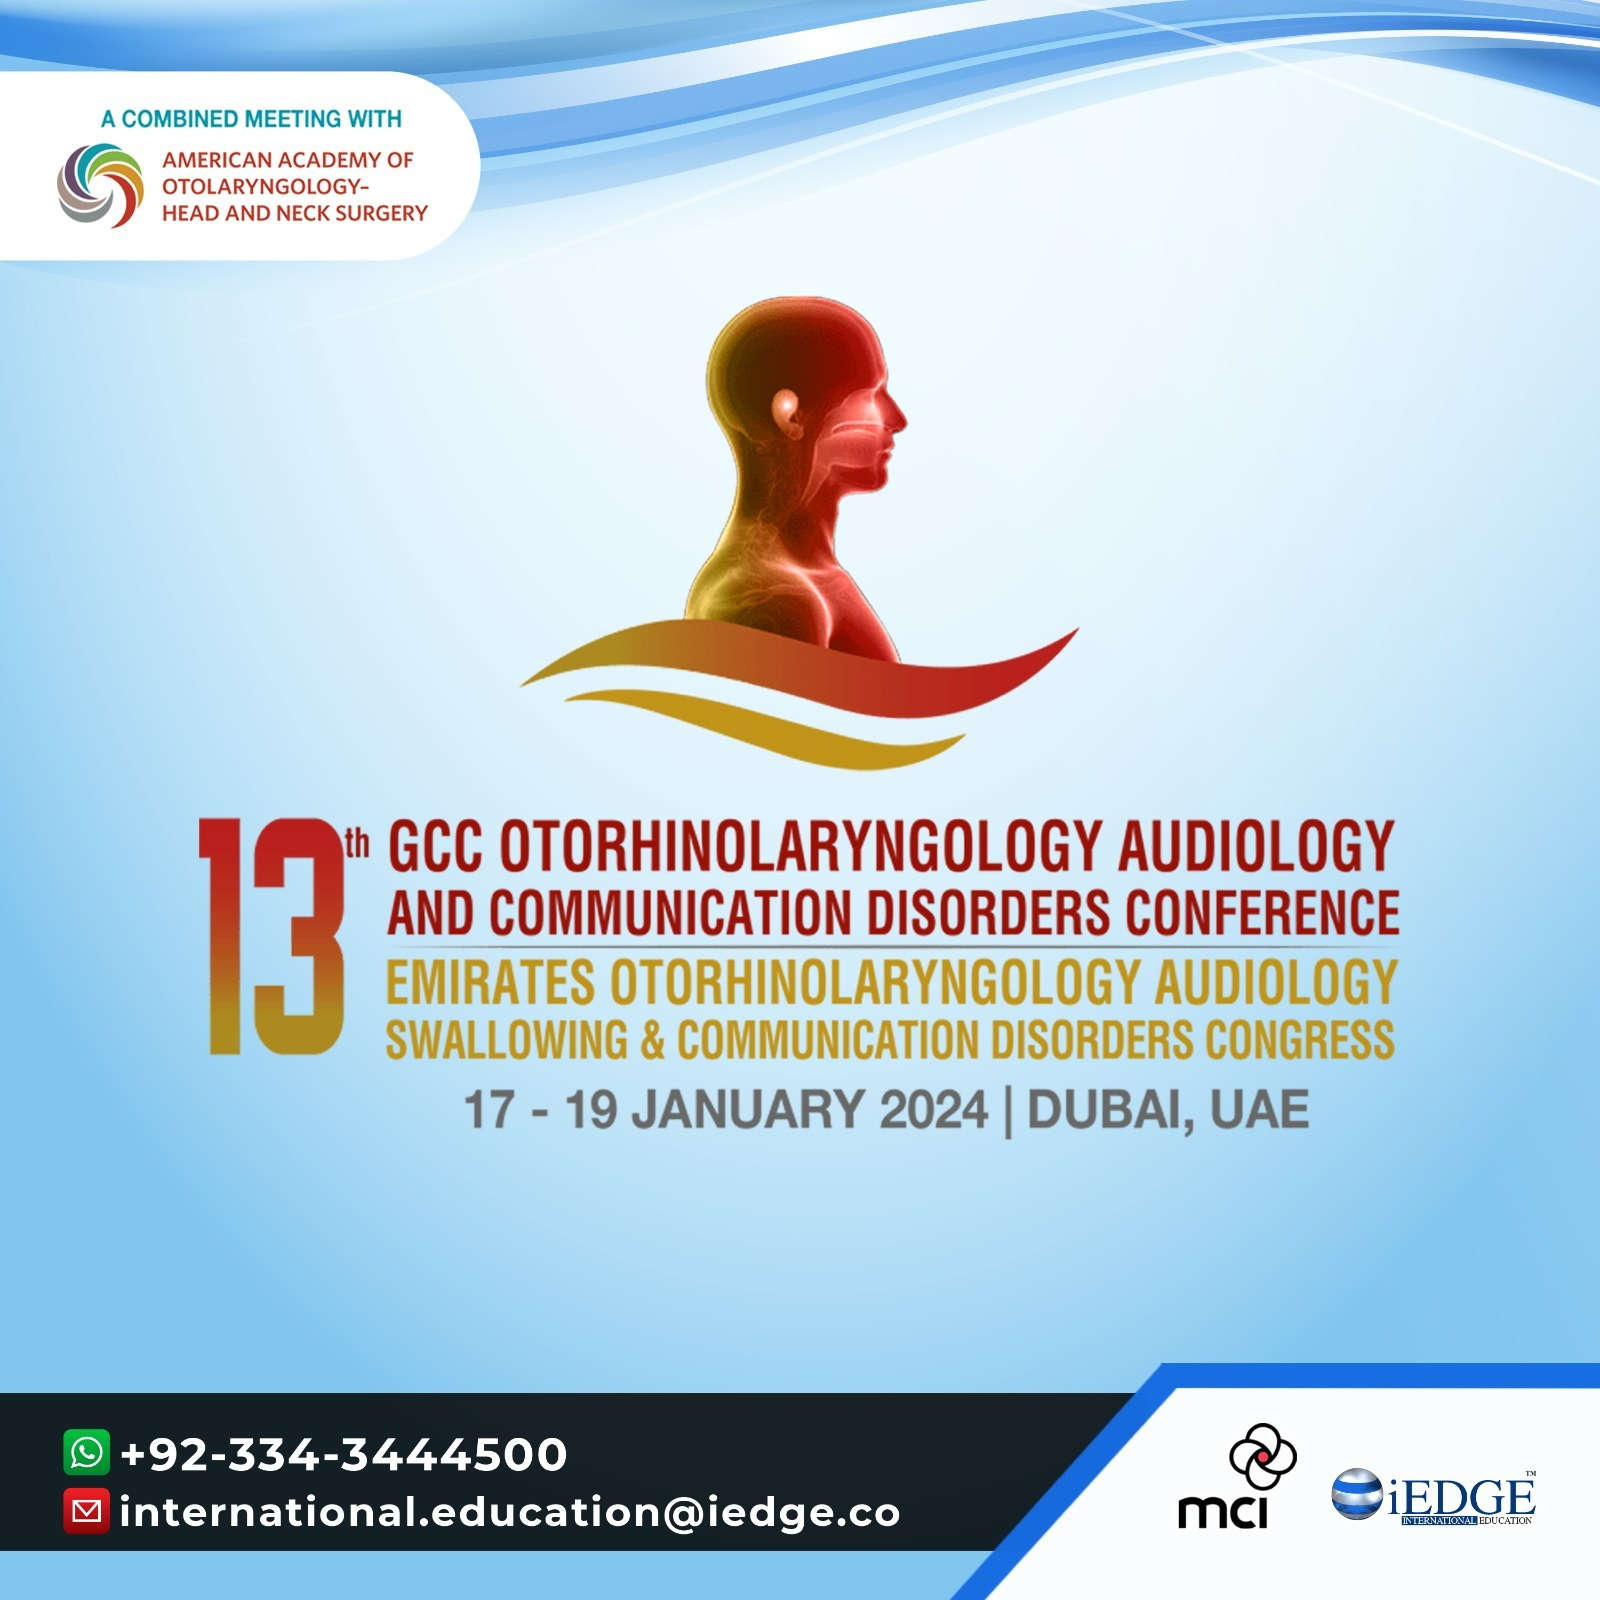 A COMBINED MEETING WITH
AMERICAN ACADEMY OF
OTOLARYNGOLOGY-
HEAD AND NECK SURGERY
13th
GCC OTORHINOLARYNGOLOGY AUDIOLOGY
AND COMMUNICATION DISORDERS CONFERENCE
EMIRATES OTORHINOLARYNGOLOGY AUDIOLOGY
SWALLOWING & COMMUNICATION DISORDERS CONGRESS
17 - 19 JANUARY 2024 | DUBAI, UAE
+92-334-3444500
international.education@iedge.co
mci
iEDGE™
INTERNATIONAL EDUCATION